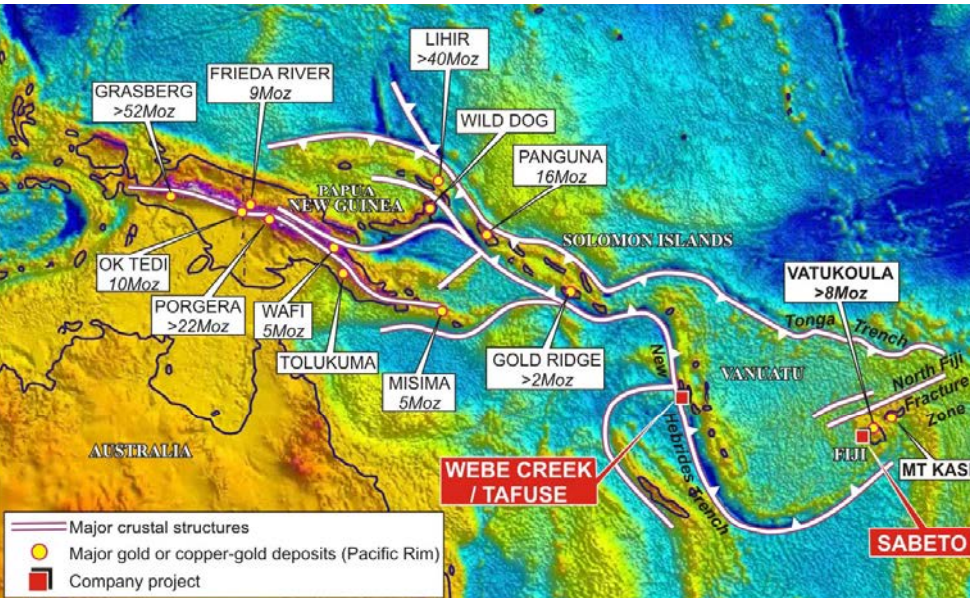 LIHIR
>40Moz
FRIEDA RIVER
9Moz
GRASBERG
>52Moz
WILD DOG
PANGUNA
16Moz
PAPUA
NEW GUINEA
SOLOMON ISLANDS
OK TEDI
10Moz
VATUKOULA
>8Moz
PORGERA
>22Moz
WAFI
5Moz
TOLUKUMA
Tonga Trench
MISIMA
5Moz
GOLD RIDGE
>2Moz
New Hebrides Trench
VANUATU
North Fiji
Fracture
Zone
AUSTRALIA
FIJI
MT KASI
WEBE CREEK
/ TAFUSE
SABETO
Major crustal structures
Major gold or copper-gold deposits (Pacific Rim)
Company project